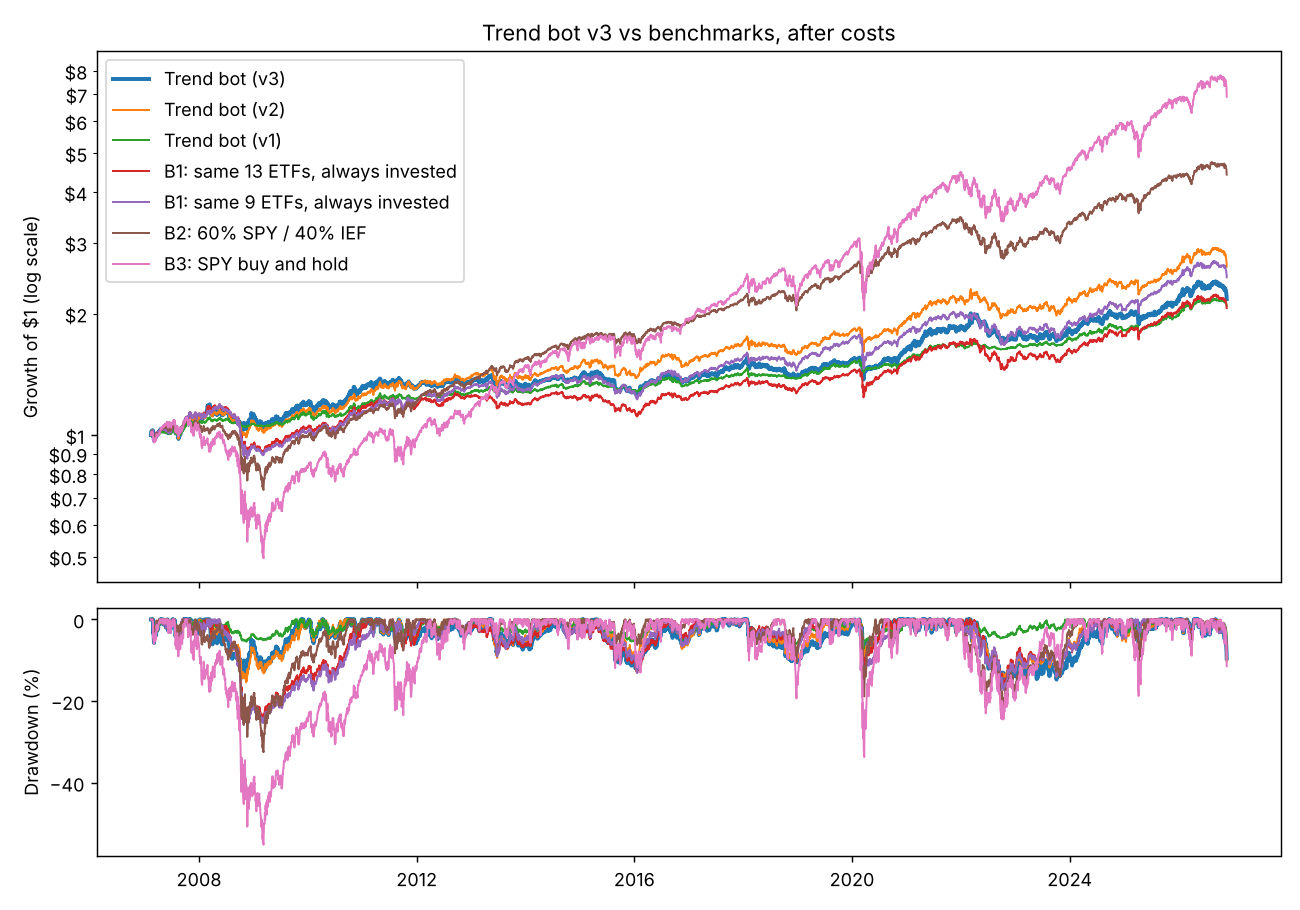 Trend bot v3 vs benchmarks, after costs
Growth of $1 (log scale)
$8
$7
$6
$5
$4
$3
$2
$1
$0.9
$0.8
$0.7
$0.6
$0.5
Trend bot (v3)
Trend bot (v2)
Trend bot (v1)
B1: same 13 ETFs, always invested
B1: same 9 ETFs, always invested
B2: 60% SPY / 40% IEF
B3: SPY buy and hold
Drawdown (%)
0
−20
−40
2008
2012
2016
2020
2024